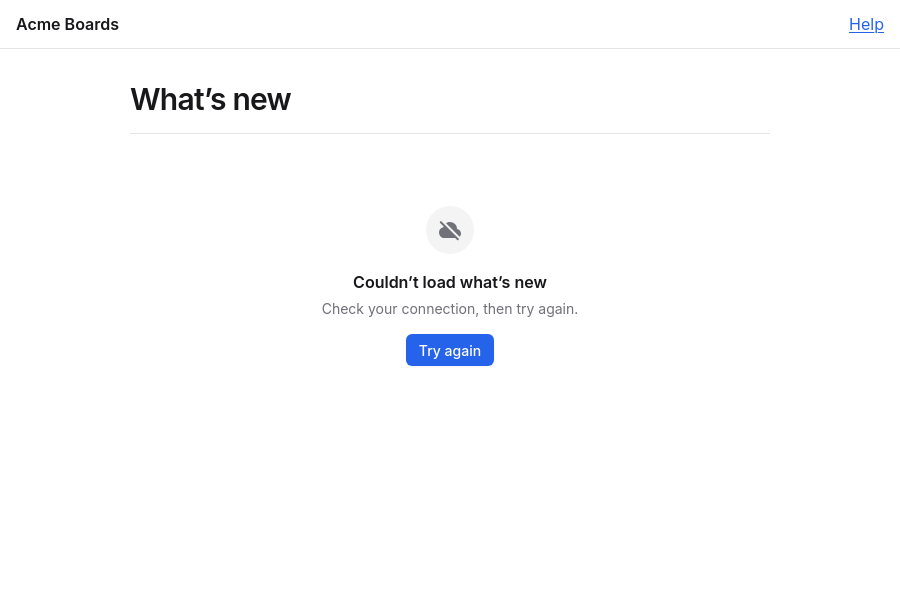 Acme Boards
Help
What’s new
Couldn’t load what’s new
Check your connection, then try again.
Try again